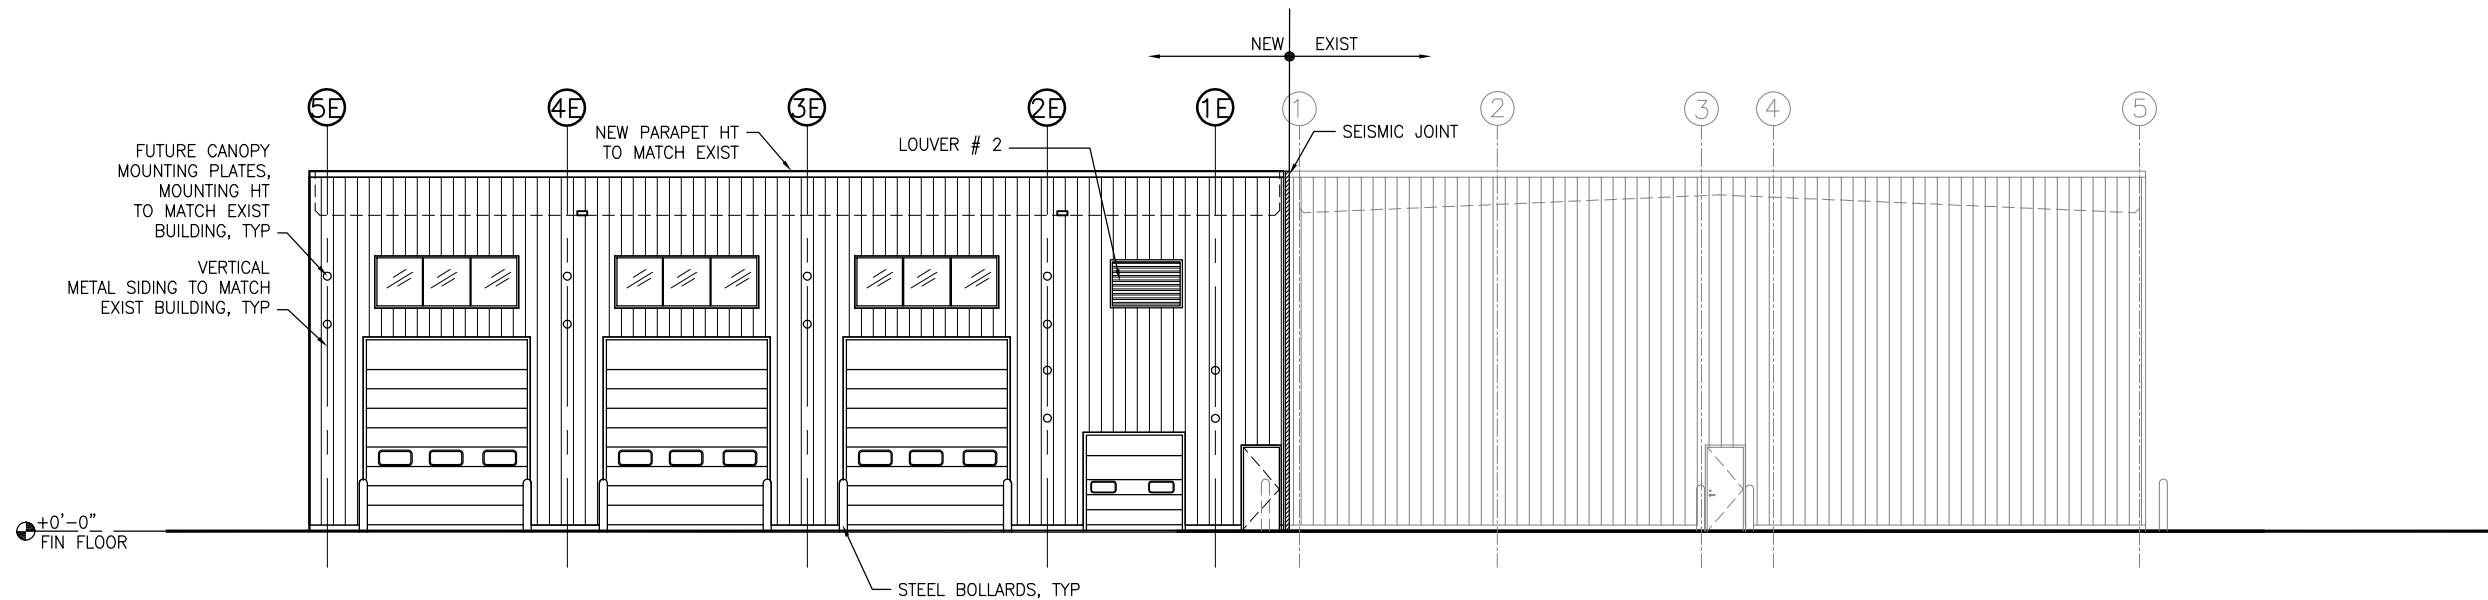 NEW EXIST
5E 4E 3E 2E 1E 1 2 3 4 5
FUTURE CANOPY
MOUNTING PLATES,
MOUNTING HT
TO MATCH EXIST
BUILDING, TYP
VERTICAL
METAL SIDING TO MATCH
EXIST BUILDING, TYP
NEW PARAPET HT
TO MATCH EXIST
LOUVER # 2
SEISMIC JOINT
+0'-0"
FIN FLOOR
STEEL BOLLARDS, TYP